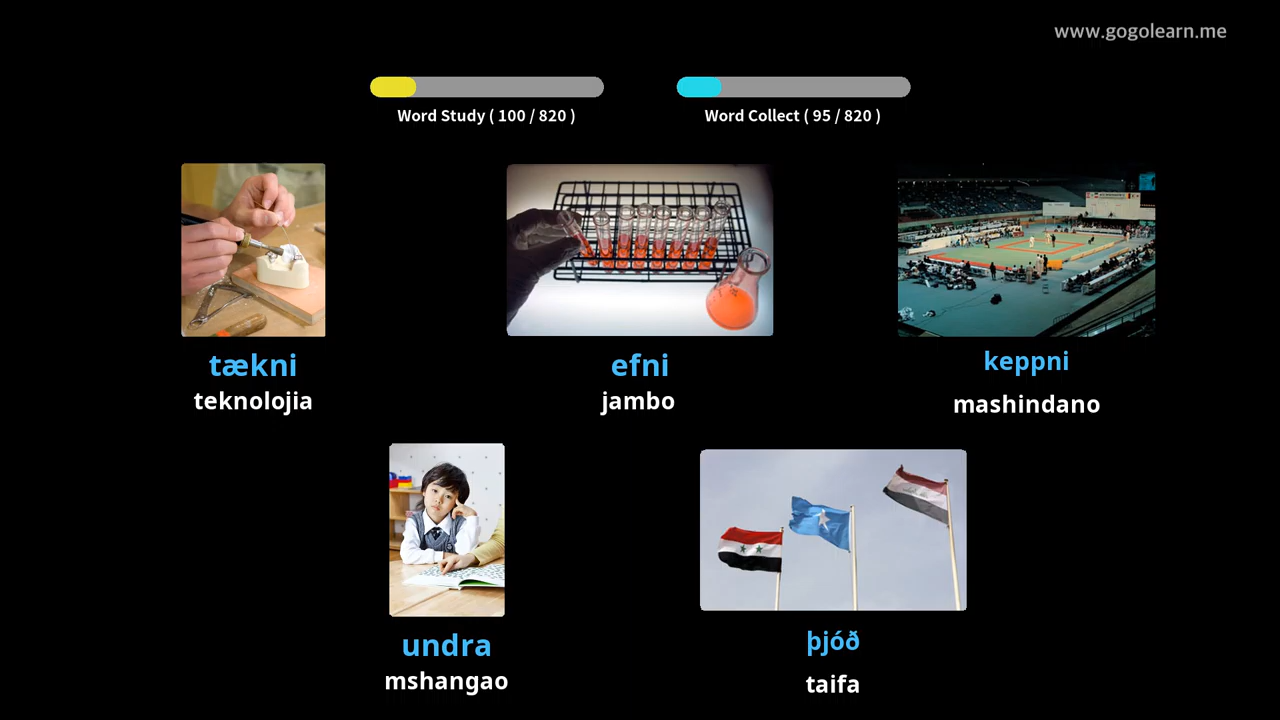 www.gogolearn.me
Word Study ( 100 / 820 )
Word Collect ( 95 / 820 )
tækni
teknolojia
efni
jambo
keppni
mashindano
undra
mshangao
þjóð
taifa